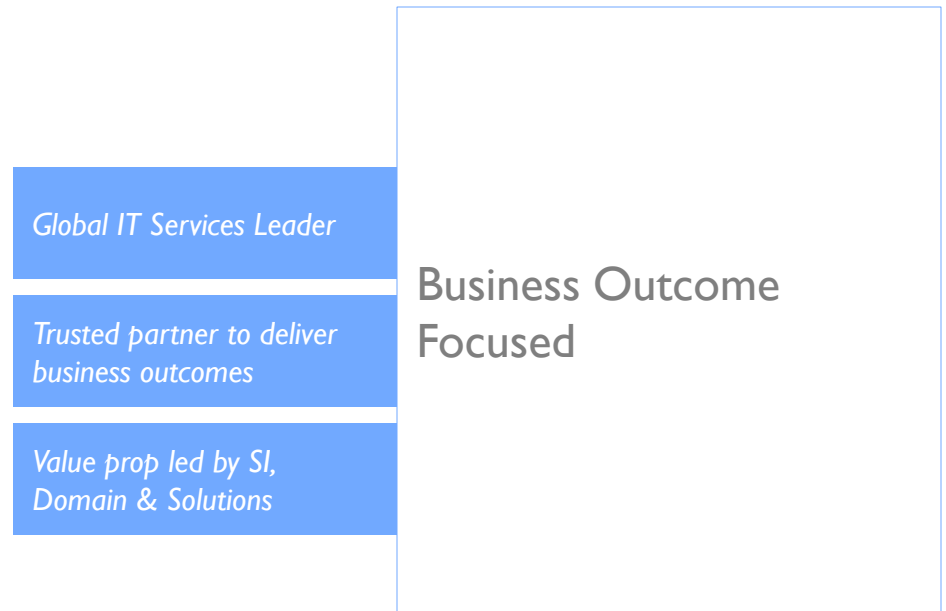 Global IT Services Leader
Trusted partner to deliver
business outcomes
Value prop led by SI,
Domain & Solutions
Business Outcome
Focused